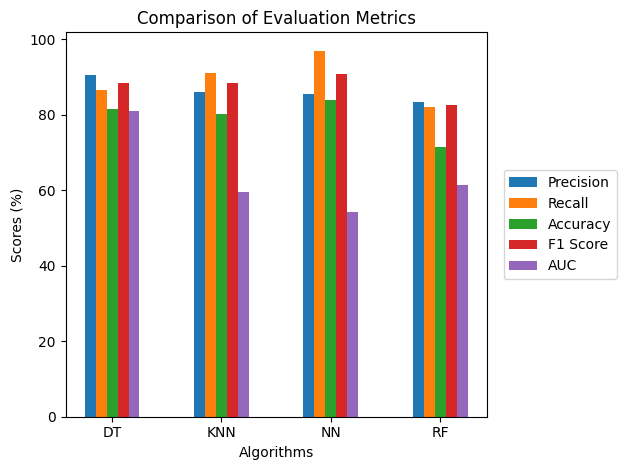 Comparison of Evaluation Metrics
100
80
60
40
20
0
Scores (%)
DT
KNN
NN
RF
Algorithms
Precision
Recall
Accuracy
F1 Score
AUC